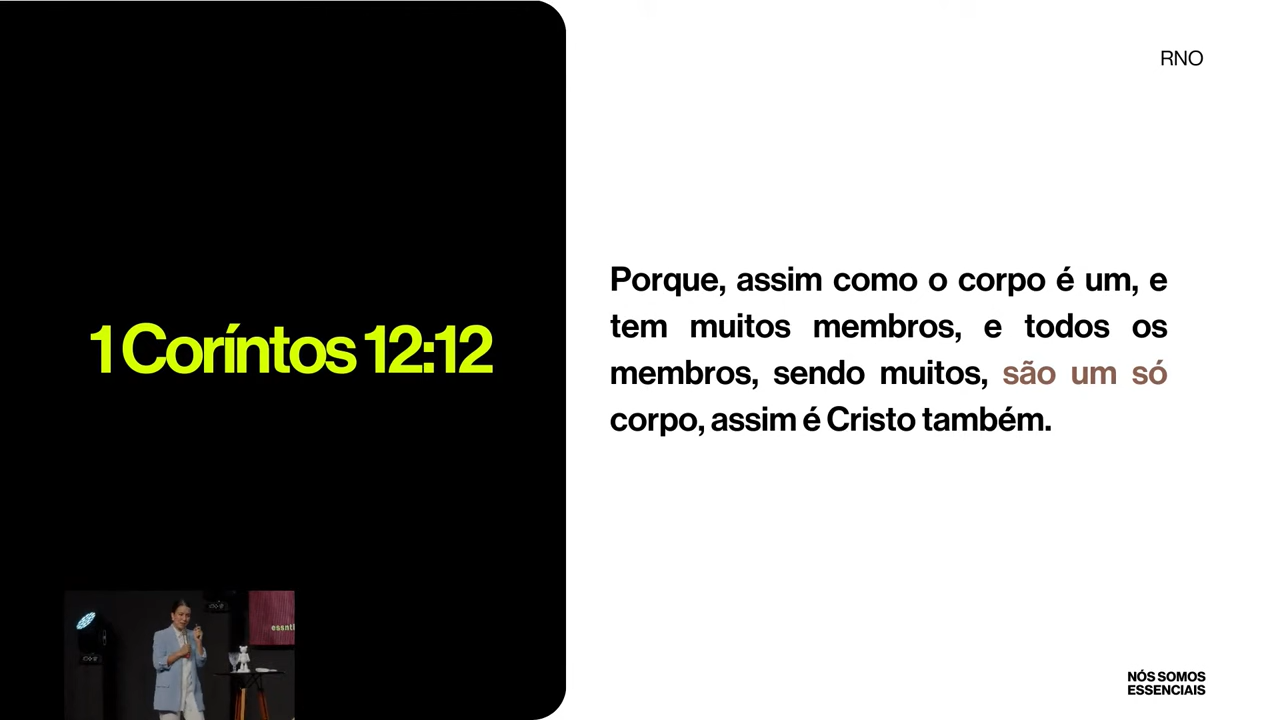 RNO
1 Coríntos 12:12
Porque, assim como o corpo é um, e
tem muitos membros, e todos os
membros, sendo muitos, são um só
corpo, assim é Cristo também.
essntl
NÓS SOMOS
ESSENCIAIS